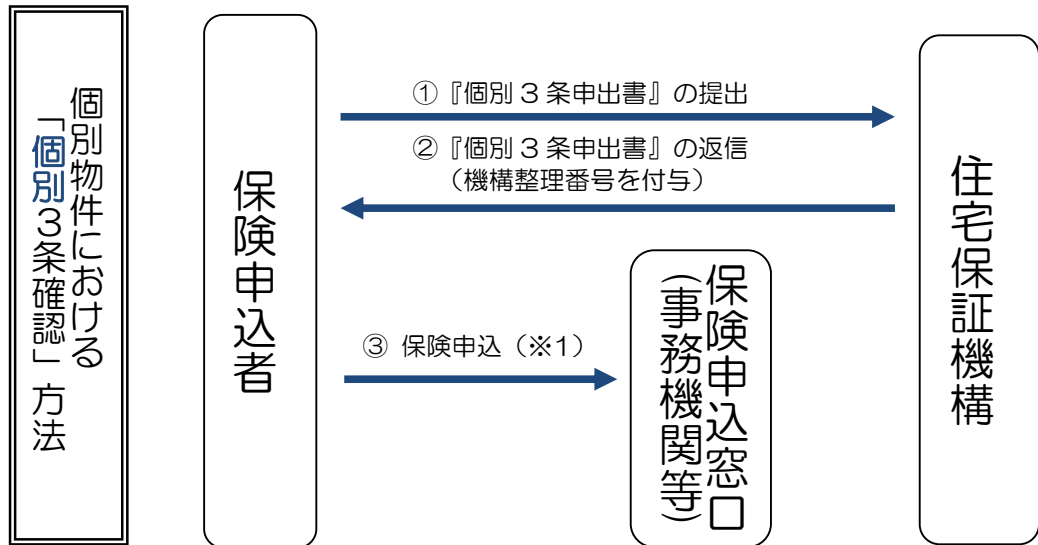 個別物件における
「個別３条確認」方法
保険申込者
①『個別３条申出書』の提出
②『個別３条申出書』の返信
（機構整理番号を付与）
③ 保険申込（※1）
保険申込窓口
（事務機関等）
住宅保証機構